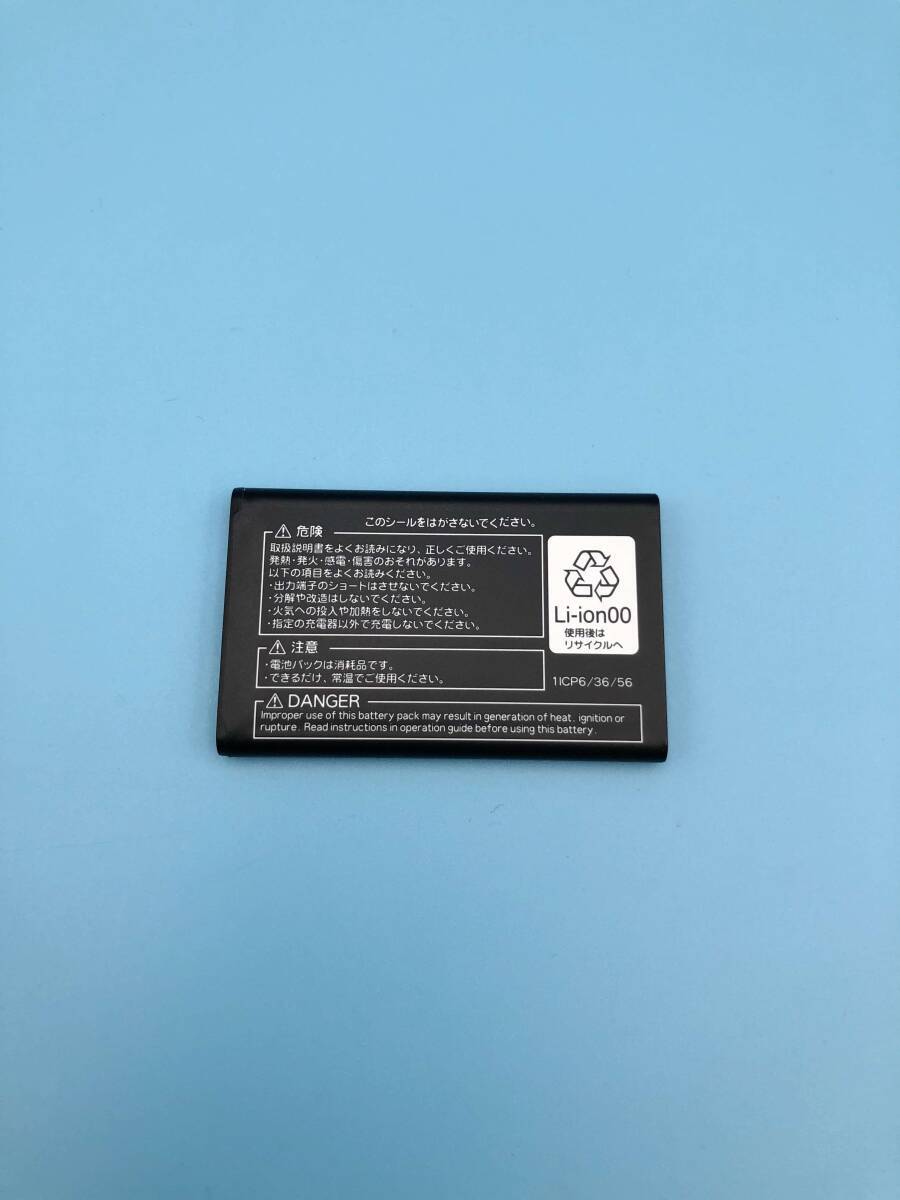 このシールをはがさないでください。
危険
取扱説明書をよくお読みになり、正しくご使用ください。
発熱・発火・感電・傷害のおそれがあります。
以下の項目をよくお読みください。
・出力端子のショートはさせないでください。
・分解や改造はしないでください。
・火気への投入や加熱をしないでください。
・指定の充電器以外で充電しないでください。
Li-ion00
使用後は
リサイクルへ
注意
・電池パックは消耗品です。
・できるだけ、常温でご使用ください。
1ICP6/36/56
DANGER
Improper use of this battery pack may result in generation of heat, ignition or
rupture. Read instructions in operation guide before using this battery.